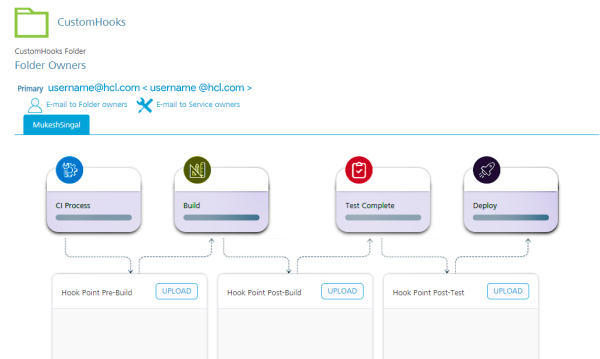 CustomHooks
CustomHooks Folder
Folder Owners
Primary username@hcl.com < username @hcl.com >
E-mail to Folder owners E-mail to Service owners
MukeshSingal
CI Process Build Test Complete Deploy
Hook Point Pre-Build UPLOAD Hook Point Post-Build UPLOAD Hook Point Post-Test UPLOAD